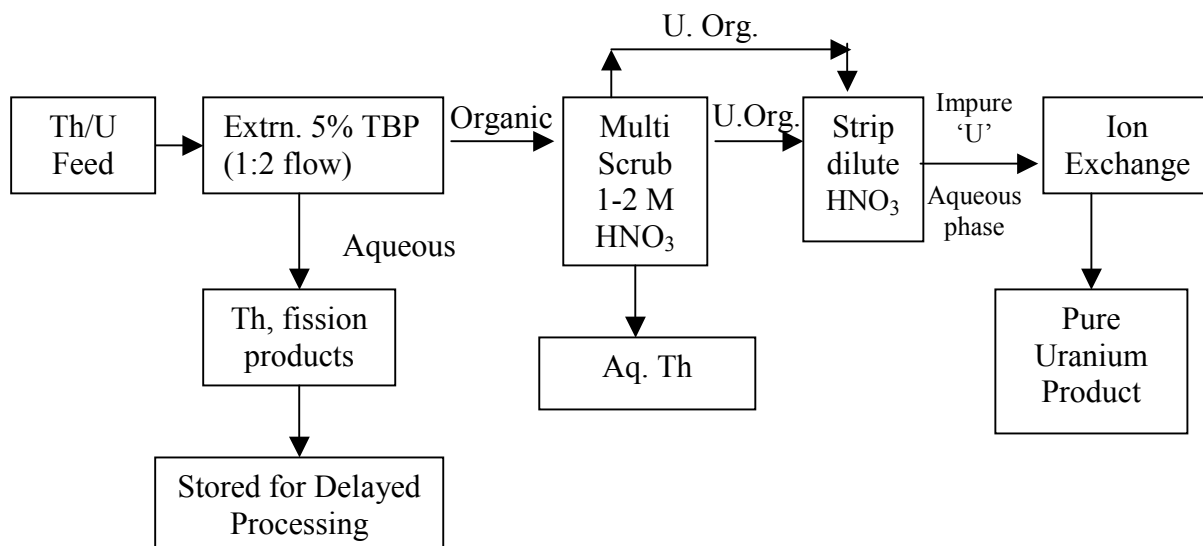 U. Org.
Th/U
Feed
Extrn. 5% TBP
(1:2 flow)
Organic
Multi
Scrub
1-2 M
HNO₃
U.Org.
Strip
dilute
HNO₃
Impure
‘U’
Aqueous
phase
Ion
Exchange
Aqueous
Th, fission
products
Aq. Th
Pure
Uranium
Product
Stored for Delayed
Processing